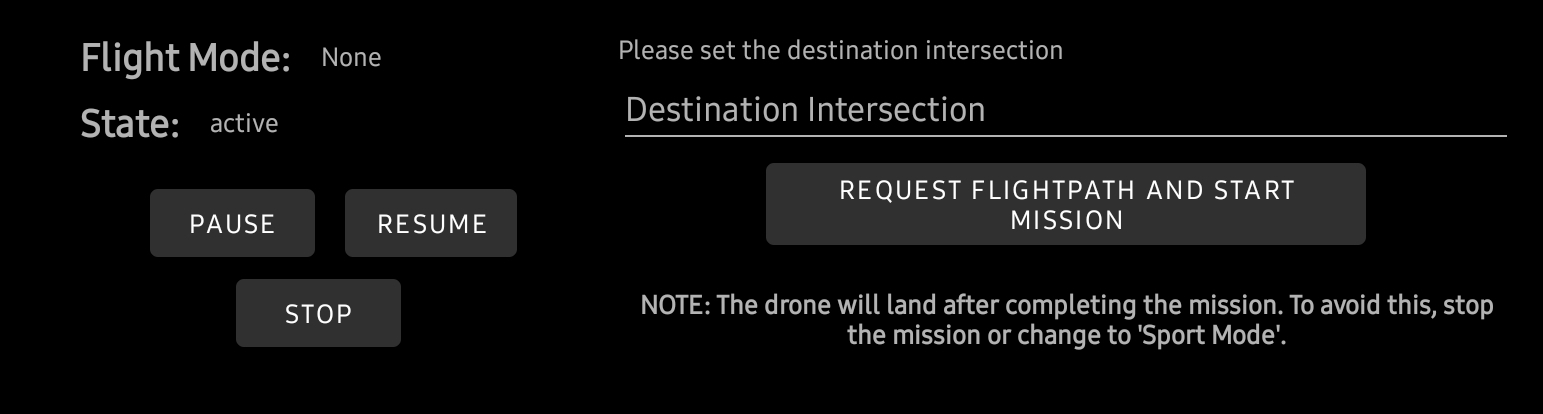 Flight Mode: None
State: active
PAUSE RESUME
STOP
Please set the destination intersection
Destination Intersection
REQUEST FLIGHTPATH AND START
MISSION
NOTE: The drone will land after completing the mission. To avoid this, stop
the mission or change to 'Sport Mode'.